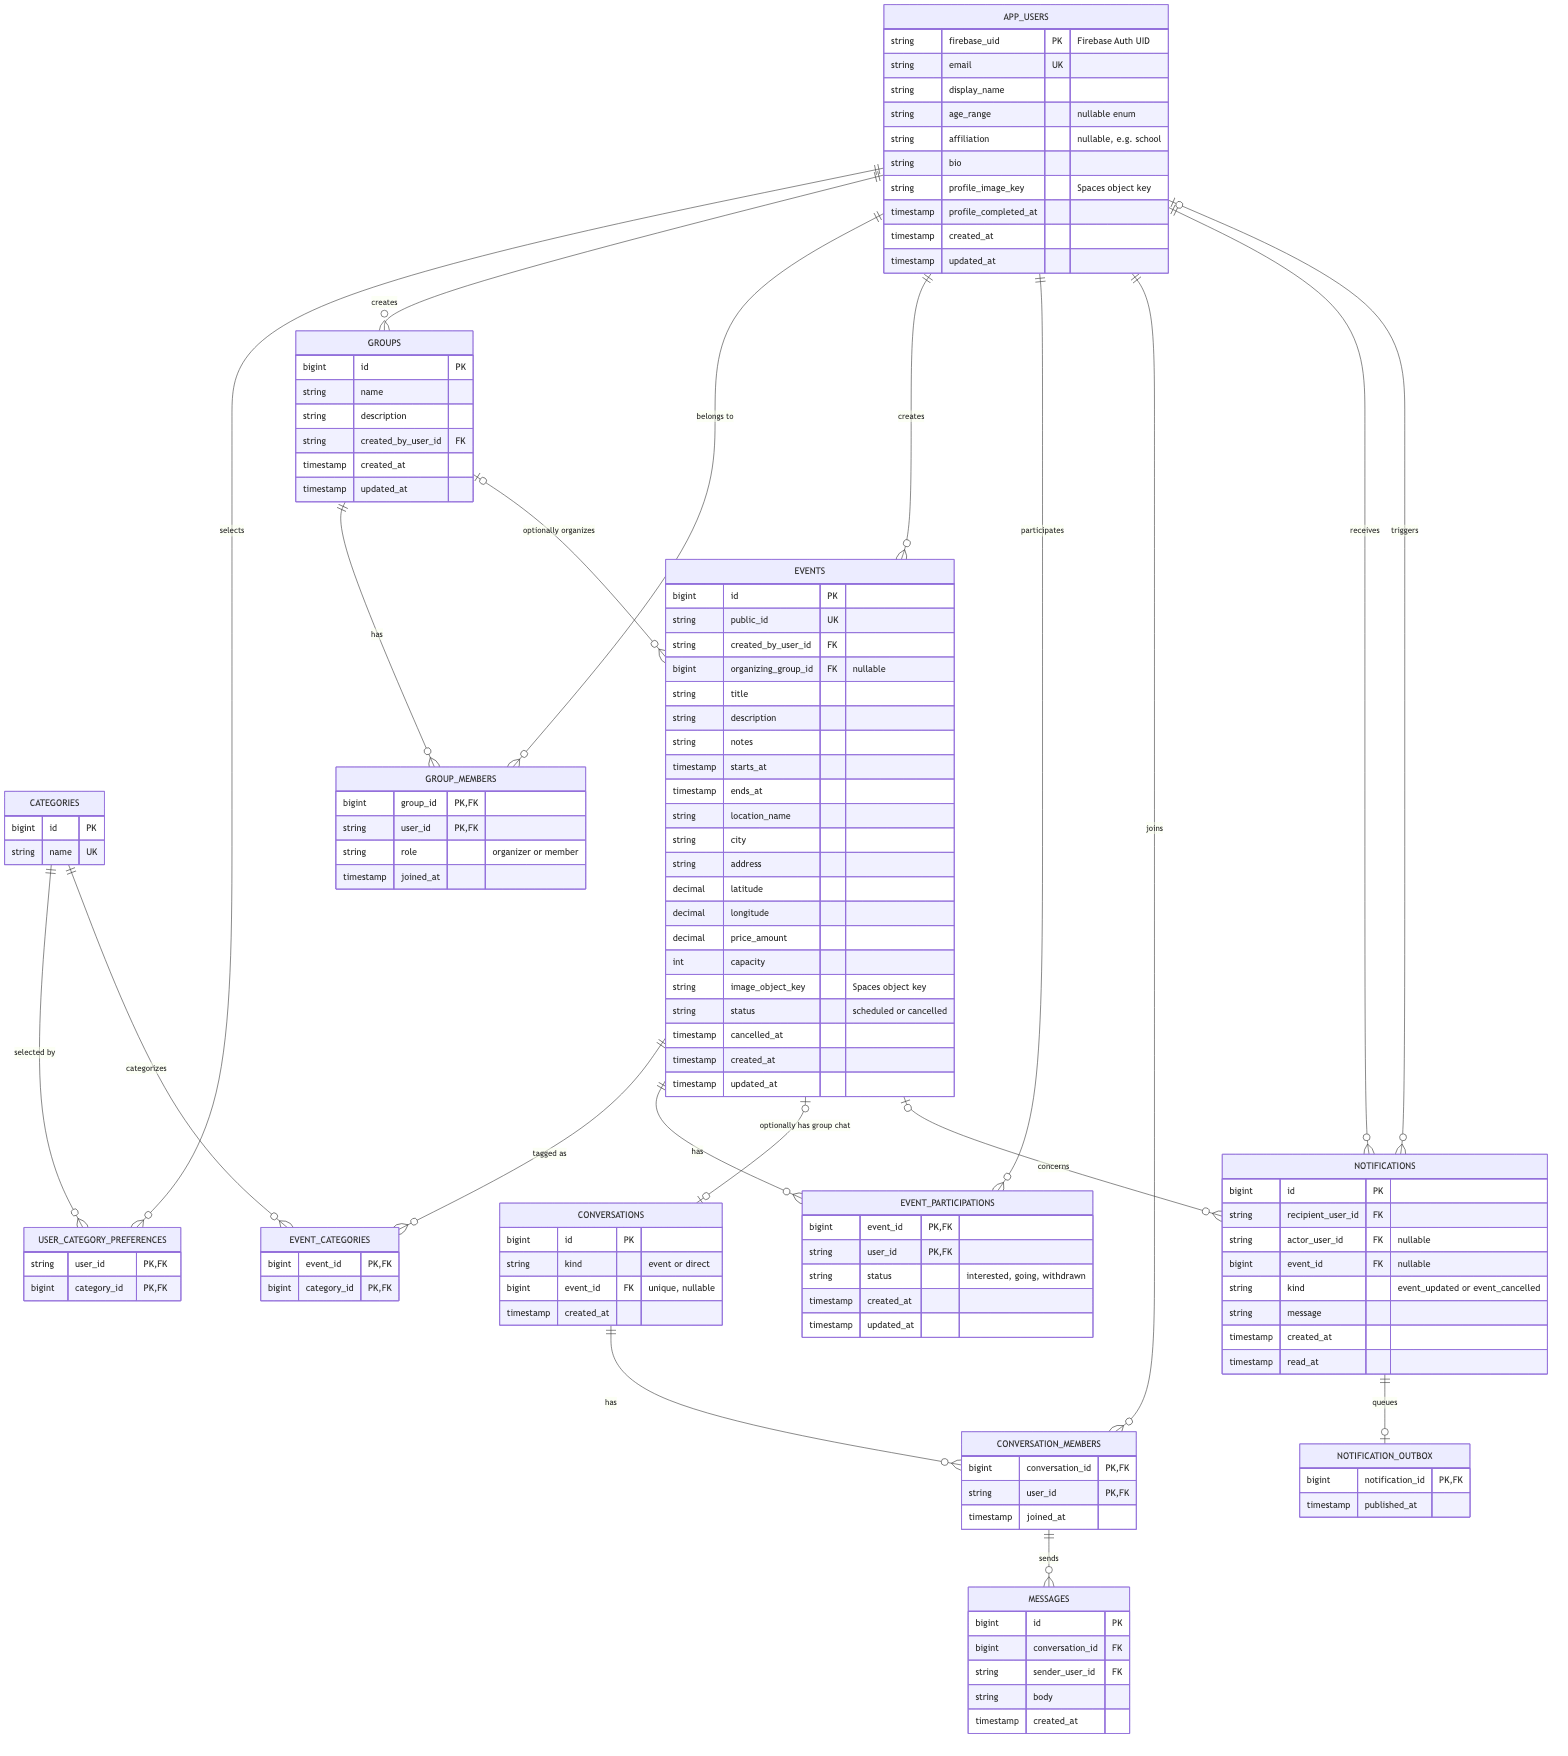 APP_USERS
string firebase_uid PK Firebase Auth UID
string email UK
string display_name
string age_range nullable enum
string affiliation nullable, e.g. school
string bio
string profile_image_key Spaces object key
timestamp profile_completed_at
timestamp created_at
timestamp updated_at
creates
GROUPS
bigint id PK
string name
string description
string created_by_user_id FK
timestamp created_at
timestamp updated_at
belongs to
creates
selects
optionally organizes
participates
receives
triggers
EVENTS
bigint id PK
string public_id UK
string created_by_user_id FK
bigint organizing_group_id FK nullable
string title
string description
string notes
timestamp starts_at
timestamp ends_at
string location_name
string city
string address
decimal latitude
decimal longitude
decimal price_amount
int capacity
string image_object_key Spaces object key
string status scheduled or cancelled
timestamp cancelled_at
timestamp created_at
timestamp updated_at
has
GROUP_MEMBERS
bigint group_id PK,FK
string user_id PK,FK
string role organizer or member
timestamp joined_at
CATEGORIES
bigint id PK
string name UK
joins
selected by
categorizes
optionally has group chat
tagged as
has
concerns
NOTIFICATIONS
bigint id PK
string recipient_user_id FK
string actor_user_id FK nullable
bigint event_id FK nullable
string kind event_updated or event_cancelled
string message
timestamp created_at
timestamp read_at
EVENT_PARTICIPATIONS
bigint event_id PK,FK
string user_id PK,FK
string status interested, going, withdrawn
timestamp created_at
timestamp updated_at
CONVERSATIONS
bigint id PK
string kind event or direct
bigint event_id FK unique, nullable
timestamp created_at
USER_CATEGORY_PREFERENCES
string user_id PK,FK
bigint category_id PK,FK
EVENT_CATEGORIES
bigint event_id PK,FK
bigint category_id PK,FK
has
queues
CONVERSATION_MEMBERS
bigint conversation_id PK,FK
string user_id PK,FK
timestamp joined_at
NOTIFICATION_OUTBOX
bigint notification_id PK,FK
timestamp published_at
sends
MESSAGES
bigint id PK
bigint conversation_id FK
string sender_user_id FK
string body
timestamp created_at